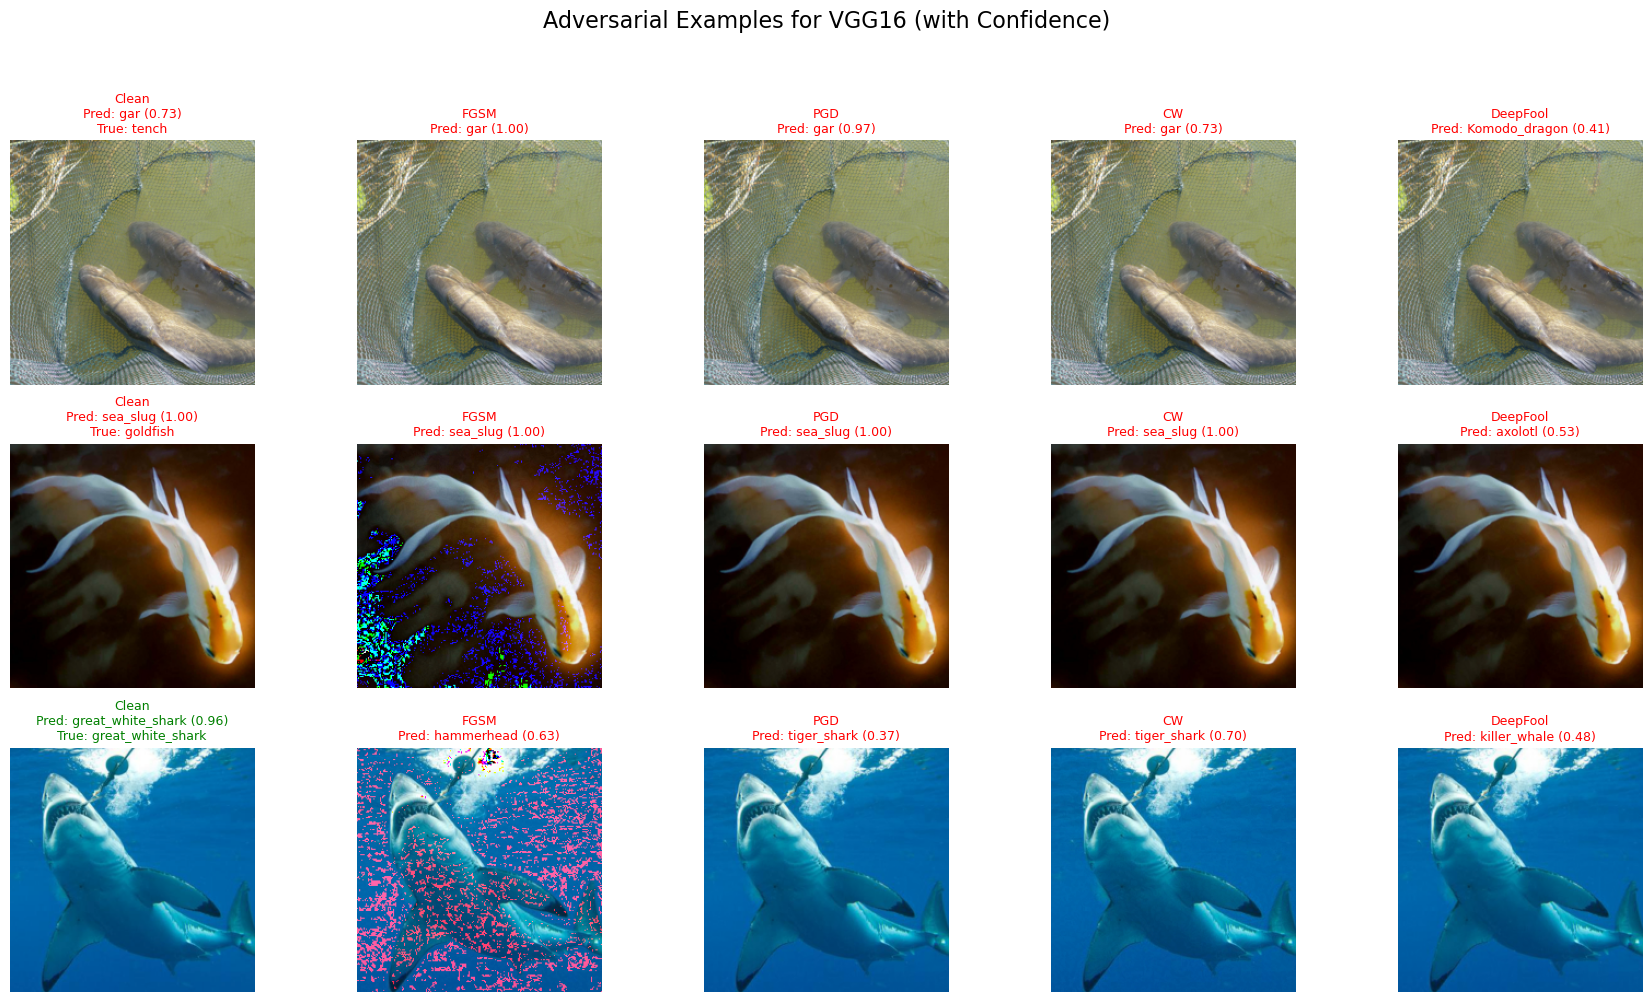 Adversarial Examples for VGG16 (with Confidence)
Clean
Pred: gar (0.73)
True: tench
FGSM
Pred: gar (1.00)
PGD
Pred: gar (0.97)
CW
Pred: gar (0.73)
DeepFool
Pred: Komodo_dragon (0.41)
Clean
Pred: sea_slug (1.00)
True: goldfish
FGSM
Pred: sea_slug (1.00)
PGD
Pred: sea_slug (1.00)
CW
Pred: sea_slug (1.00)
DeepFool
Pred: axolotl (0.53)
Clean
Pred: great_white_shark (0.96)
True: great_white_shark
FGSM
Pred: hammerhead (0.63)
PGD
Pred: tiger_shark (0.37)
CW
Pred: tiger_shark (0.70)
DeepFool
Pred: killer_whale (0.48)